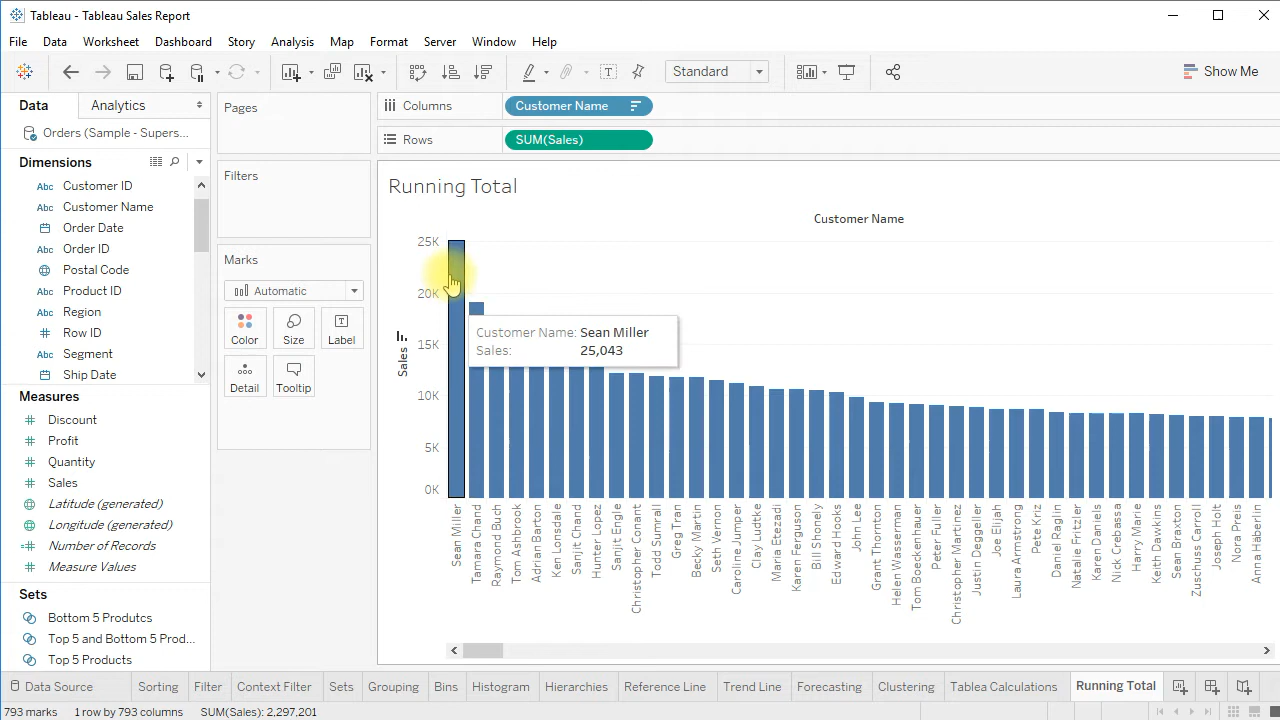 Tableau - Tableau Sales Report
File Data Worksheet Dashboard Story Analysis Map Format Server Window Help
Standard
Show Me
Data Analytics
Orders (Sample - Supers...
Dimensions
Abc Customer ID
Abc Customer Name
Order Date
Abc Order ID
Postal Code
Abc Product ID
Abc Region
Row ID
Abc Segment
Ship Date
Measures
Discount
Profit
Quantity
Sales
Latitude (generated)
Longitude (generated)
Number of Records
Measure Values
Sets
Bottom 5 Produtcs
Top 5 and Bottom 5 Prod...
Top 5 Products
Pages
Filters
Marks
Automatic
Color Size Label
Detail Tooltip
Columns Customer Name
Rows SUM(Sales)
Running Total
Customer Name
25K
20K
15K
10K
5K
0K
Sales
Customer Name: Sean Miller
Sales: 25,043
Sean Miller
Tamara Chand
Raymond Buch
Tom Ashbrook
Adrian Barton
Ken Lonsdale
Sanjit Chand
Hunter Lopez
Sanjit Engle
Christopher Conant
Todd Sumrall
Greg Tran
Becky Martin
Seth Vernon
Caroline Jumper
Clay Ludtke
Maria Etezadi
Karen Ferguson
Bill Shonely
Edward Hooks
John Lee
Grant Thornton
Helen Wasserman
Tom Boeckenhauer
Peter Fuller
Christopher Martinez
Justin Deggeller
Joe Elijah
Laura Armstrong
Pete Kriz
Daniel Raglin
Natalie Fritzler
Karen Daniels
Nick Crebassa
Harry Marie
Keith Dawkins
Sean Braxton
Zuschuss Carroll
Joseph Holt
Nora Preis
Anna Häberlin
Data Source Sorting Filter Context Filter Sets Grouping Bins Histogram Hierarchies Reference Line Trend Line Forecasting Clustering Tablea Calculations Running Total
793 marks 1 row by 793 columns SUM(Sales): 2,297,201